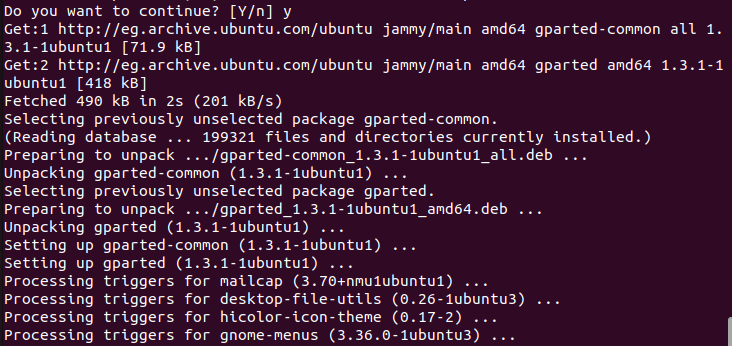 Do you want to continue? [Y/n] y
Get:1 http://eg.archive.ubuntu.com/ubuntu jammy/main amd64 gparted-common all 1.
3.1-1ubuntu1 [71.9 kB]
Get:2 http://eg.archive.ubuntu.com/ubuntu jammy/main amd64 gparted amd64 1.3.1-1
ubuntu1 [418 kB]
Fetched 490 kB in 2s (201 kB/s)
Selecting previously unselected package gparted-common.
(Reading database ... 199321 files and directories currently installed.)
Preparing to unpack .../gparted-common_1.3.1-1ubuntu1_all.deb ...
Unpacking gparted-common (1.3.1-1ubuntu1) ...
Selecting previously unselected package gparted.
Preparing to unpack .../gparted_1.3.1-1ubuntu1_amd64.deb ...
Unpacking gparted (1.3.1-1ubuntu1) ...
Setting up gparted-common (1.3.1-1ubuntu1) ...
Setting up gparted (1.3.1-1ubuntu1) ...
Processing triggers for mailcap (3.70+nmu1ubuntu1) ...
Processing triggers for desktop-file-utils (0.26-1ubuntu3) ...
Processing triggers for hicolor-icon-theme (0.17-2) ...
Processing triggers for gnome-menus (3.36.0-1ubuntu3) ...